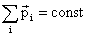 ∑ᵢ p⃗ᵢ = const